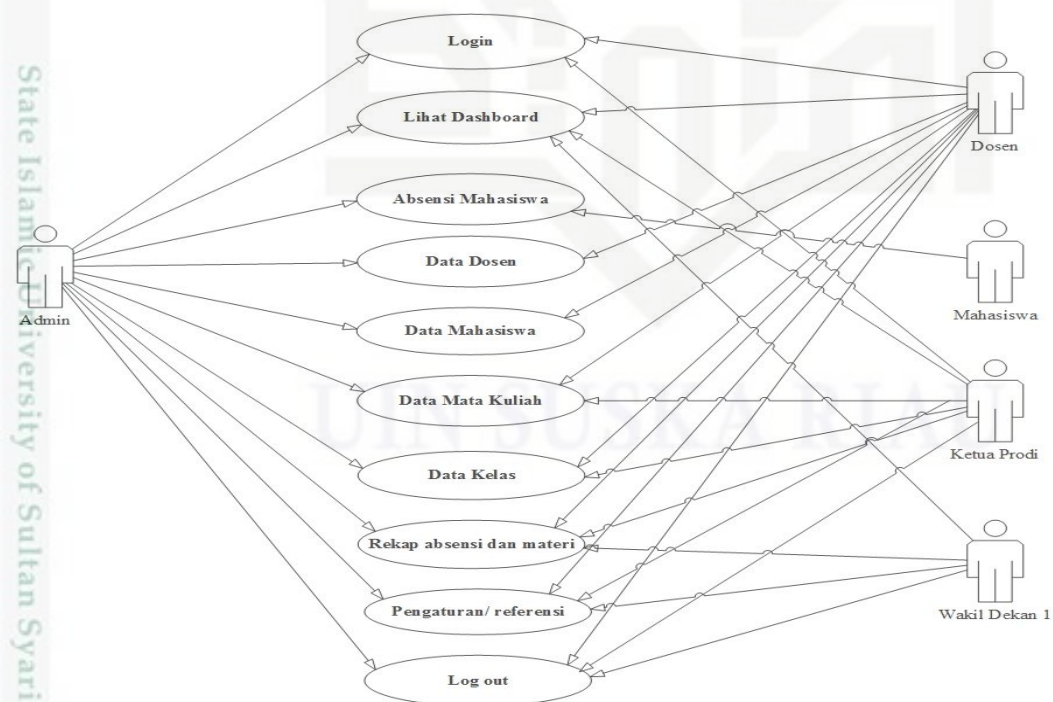 Login
Lihat Dashboard
Absensi Mahasiswa
Data Dosen
Data Mahasiswa
Data Mata Kuliah
Data Kelas
Rekap absensi dan materi
Pengaturan/ referensi
Log out
Admin
Dosen
Mahasiswa
Ketua Prodi
Wakil Dekan 1
UIN SUSKA RIAU
State Islamic University of Sultan Syari